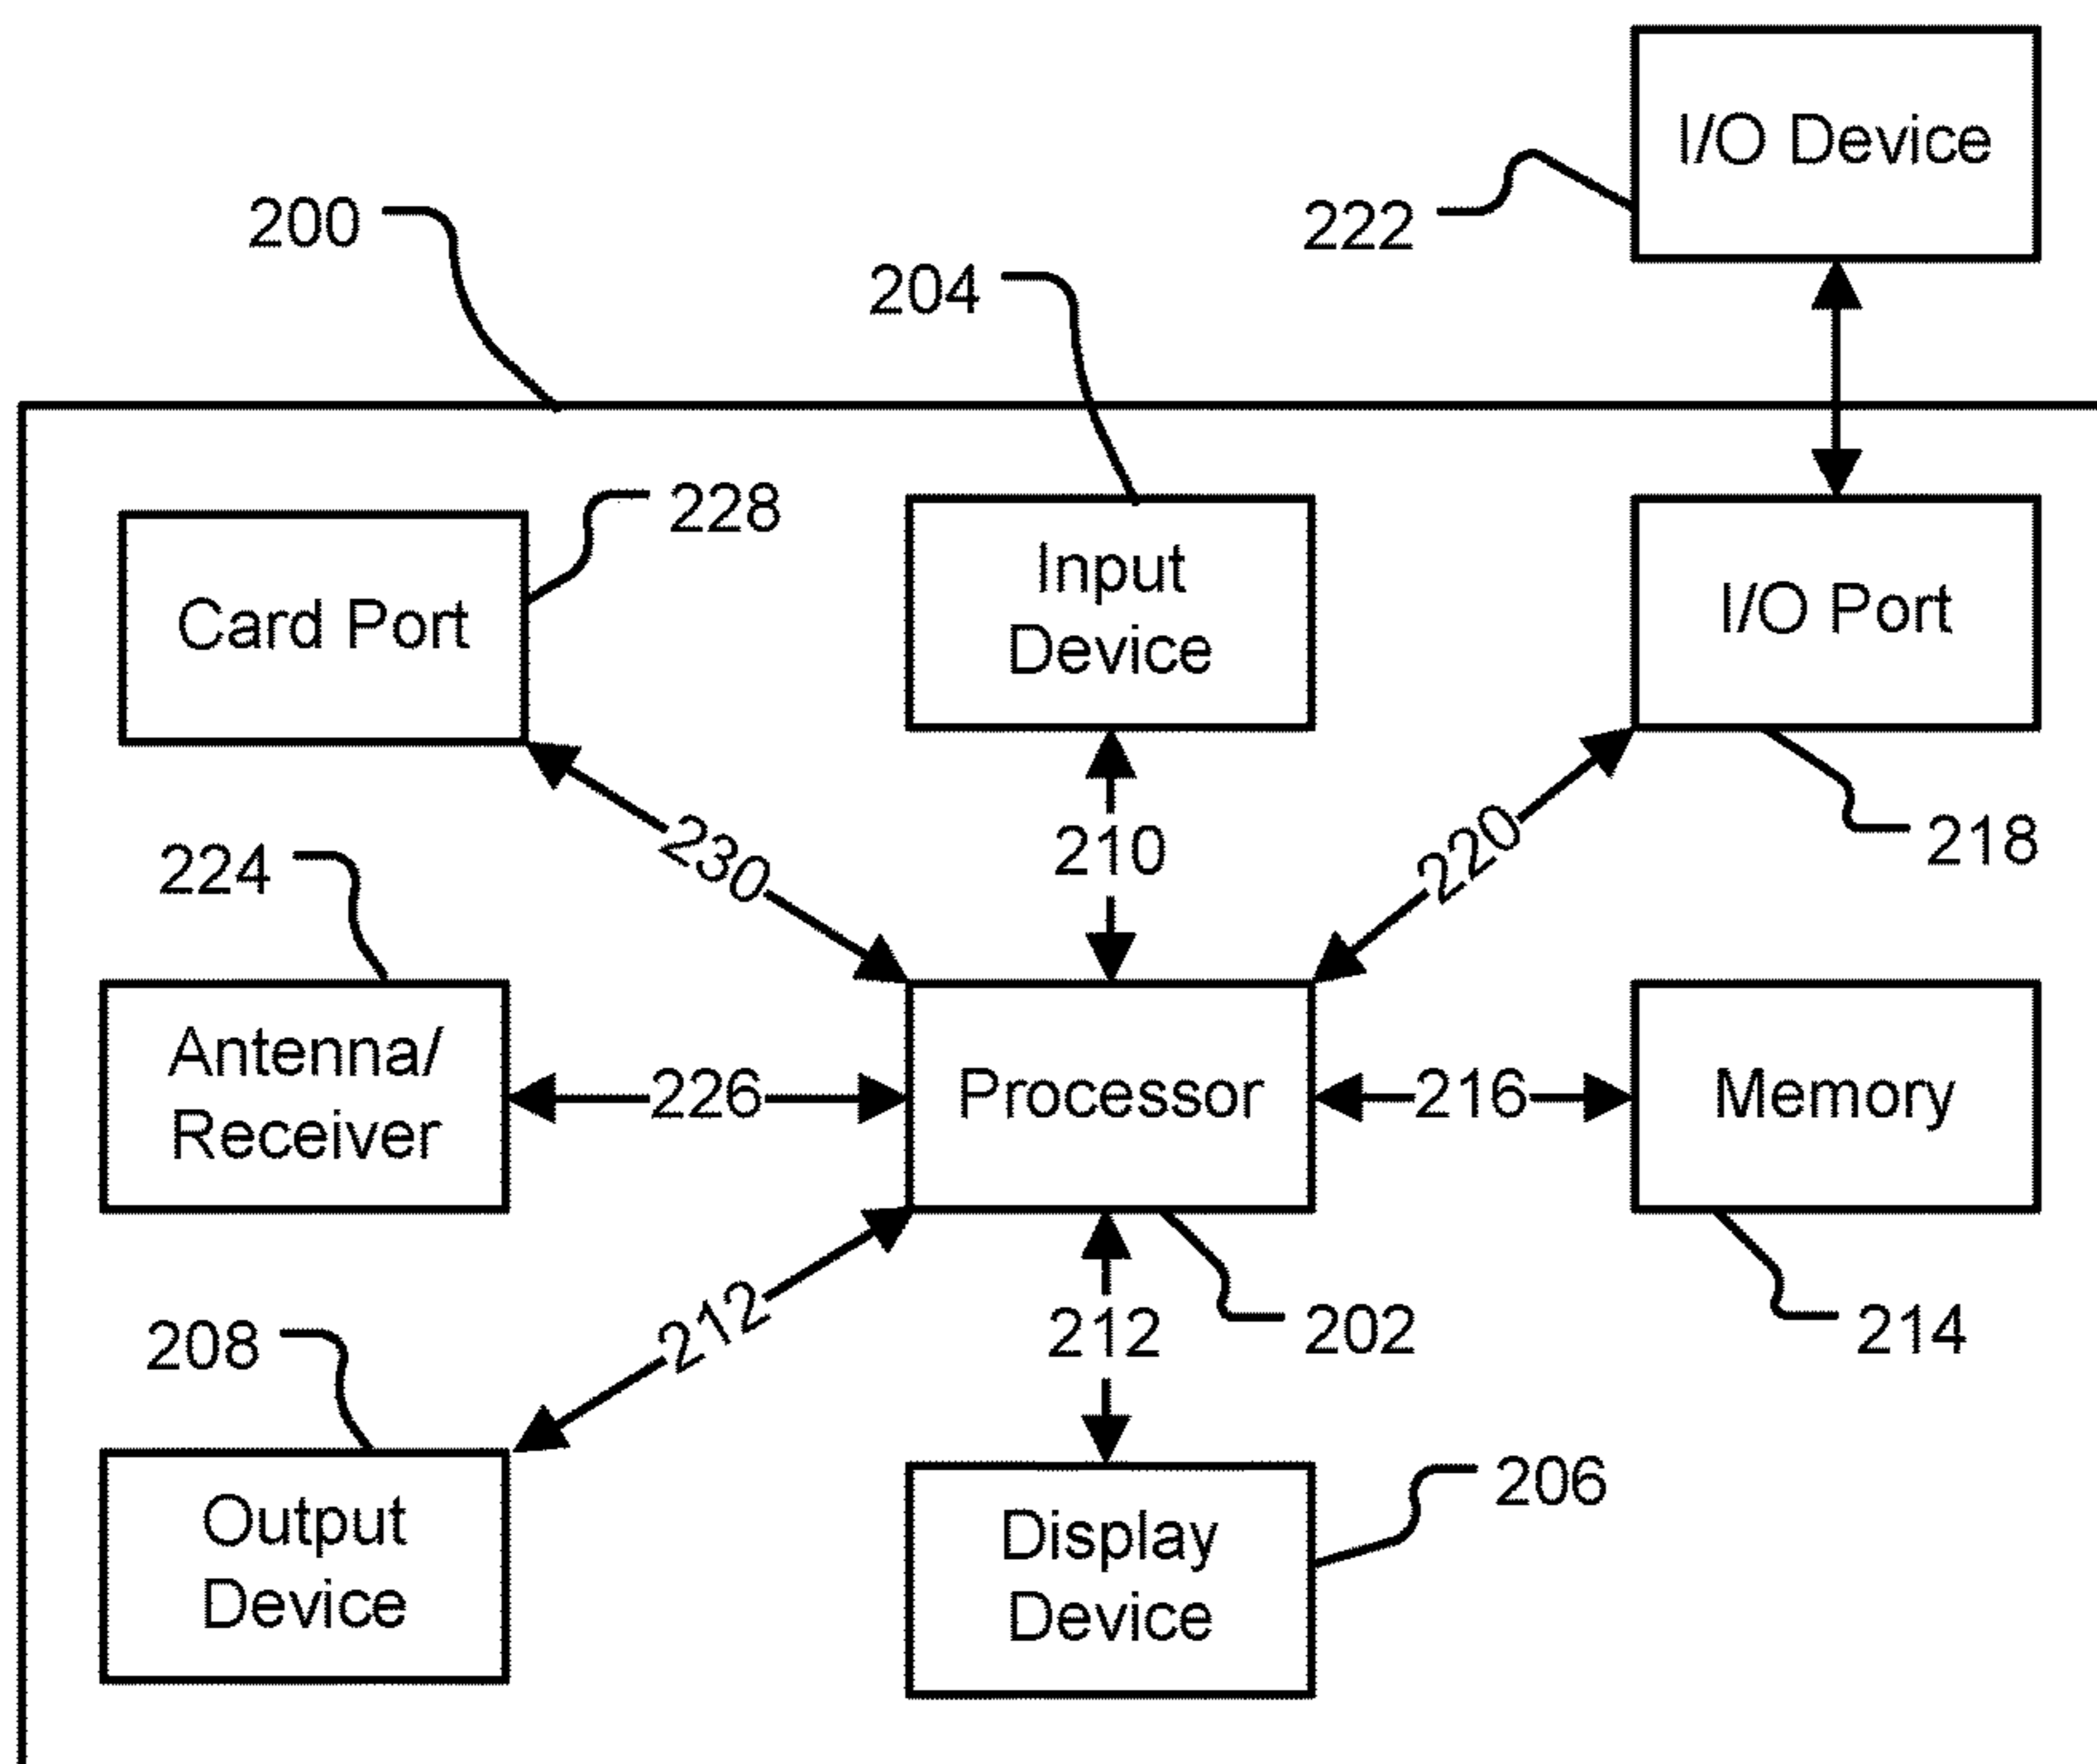 I/O Device
222
200
204
228
Card Port
Input
Device
I/O Port
230
210
220
218
224
Antenna/
Receiver
226
Processor
216
Memory
212
212
202
214
208
206
Output
Device
Display
Device